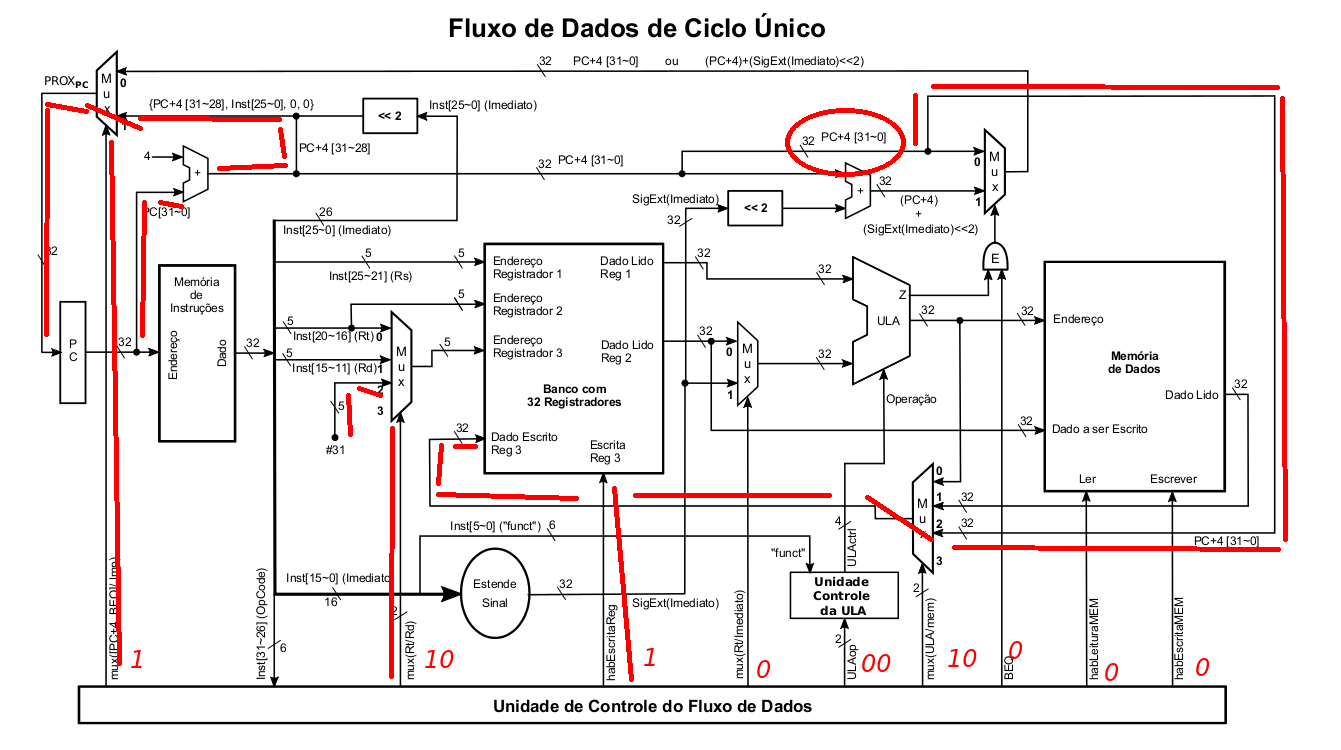 Fluxo de Dados de Ciclo Único
32 PC+4 [31~0] ou (PC+4)+(SigExt(Imediato)<<2)
PROXPC
M
u
x
0
1
{PC+4 [31~28], Inst[25~0], 0, 0}
<< 2
Inst[25~0] (Imediato)
PC+4 [31~28]
4
+
32
PC+4 [31~0]
32
PC+4 [31~0]
M
u
x
0
1
PC[31~0]
26
Inst[25~0] (Imediato)
SigExt(Imediato)
32
<< 2
+
32
(PC+4)
+
(SigExt(Imediato)<<2)
32
P
C
32
Memória
de
Instruções
Endereço
Dado
32
5
5
Inst[25~21] (Rs)
5
5
Inst[20~16] (Rt)
5
Inst[15~11] (Rd)
5
#31
M
u
x
0
1
2
3
5
Endereço
Registrador 1
Endereço
Registrador 2
Endereço
Registrador 3
Dado Lido
Reg 1
Dado Lido
Reg 2
Banco com
32 Registradores
32
Dado Escrito
Reg 3
Escrita
Reg 3
32
32
32
32
M
u
x
0
1
Z
ULA
32
32
E
Operação
Endereço
Memória
de Dados
Dado Lido
32
32
Dado a ser Escrito
Ler
Escrever
M
u
0
1
2
3
32
32
PC+4 [31~0]
Inst[5~0] ("funct")
6
"funct"
4
ULActrl
Inst[15~0] (Imediato
16
Estende
Sinal
32
SigExt(Imediato)
Unidade
Controle
da ULA
mux([PC+4, BEQ]/Jmp)
1
Inst[31~26] (OpCode)
6
2
mux(Rt/Rd)
10
habEscritaReg
1
mux(Rt/Imediato)
0
2
ULAop
00
2
mux(ULA/mem)
10
BEQ
0
habLeituraMEM
0
habEscritaMEM
0
Unidade de Controle do Fluxo de Dados